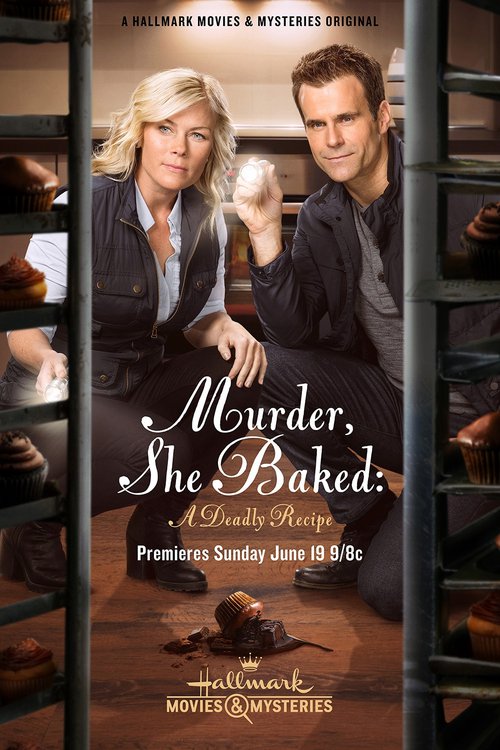 A HALLMARK MOVIES & MYSTERIES ORIGINAL
Murder,
She Baked:
A Deadly Recipe
Premieres Sunday June 19 9/8c
Hallmark
MOVIES & MYSTERIES